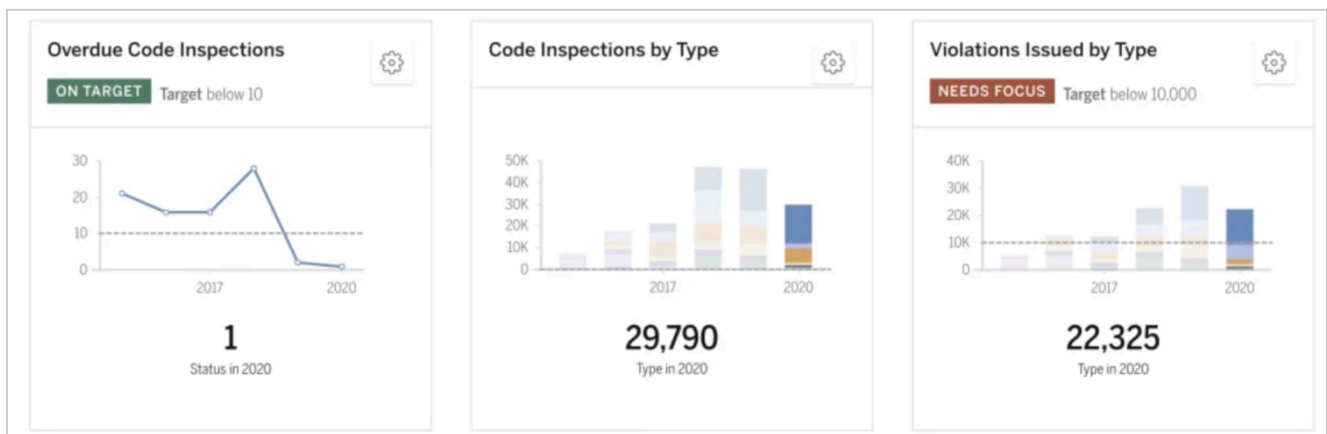 Overdue Code Inspections
ON TARGET Target below 10
30
20
10
0
2017 2020
1
Status in 2020
Code Inspections by Type
50K
40K
30K
20K
10K
0
2017 2020
29,790
Type in 2020
Violations Issued by Type
NEEDS FOCUS Target below 10,000
40K
30K
20K
10K
0
2017 2020
22,325
Type in 2020